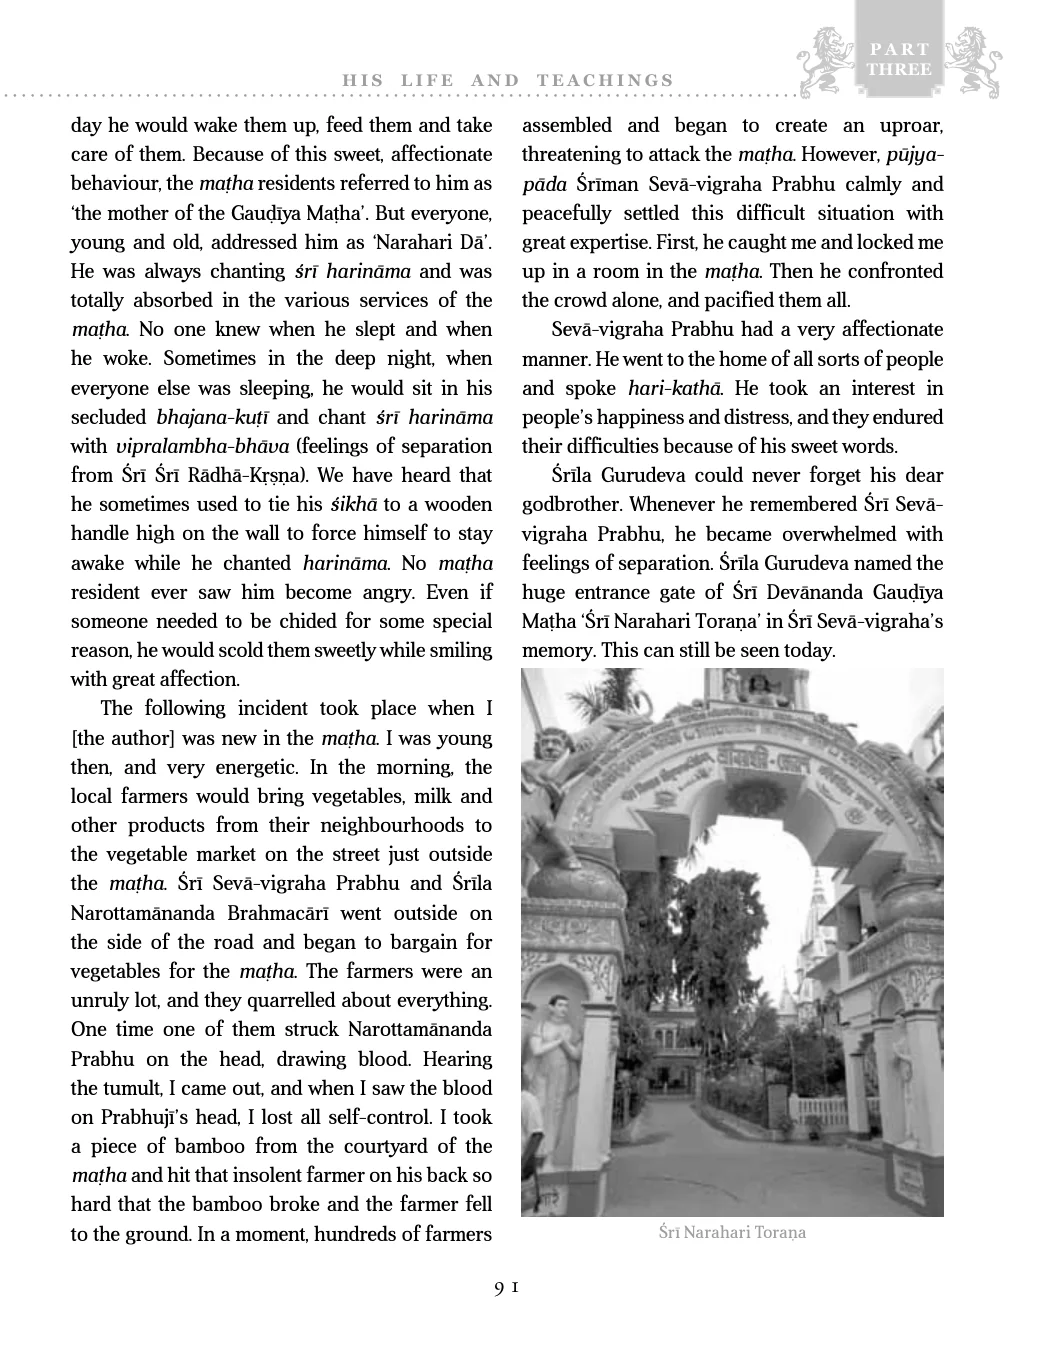 PART
THREE
HIS LIFE AND TEACHINGS
day he would wake them up, feed them and take
care of them. Because of this sweet, affectionate
behaviour, the maṭha residents referred to him as
‘the mother of the Gauḍīya Maṭha’. But everyone,
young and old, addressed him as ‘Narahari Dā’.
He was always chanting śrī harināma and was
totally absorbed in the various services of the
maṭha. No one knew when he slept and when
he woke. Sometimes in the deep night, when
everyone else was sleeping, he would sit in his
secluded bhajana-kuṭī and chant śrī harināma
with vipralambha-bhāva (feelings of separation
from Śrī Śrī Rādhā-Kṛṣṇa). We have heard that
he sometimes used to tie his śikhā to a wooden
handle high on the wall to force himself to stay
awake while he chanted harināma. No maṭha
resident ever saw him become angry. Even if
someone needed to be chided for some special
reason, he would scold them sweetly while smiling
with great affection.
The following incident took place when I
[the author] was new in the maṭha. I was young
then, and very energetic. In the morning, the
local farmers would bring vegetables, milk and
other products from their neighbourhoods to
the vegetable market on the street just outside
the maṭha. Śrī Sevā-vigraha Prabhu and Śrīla
Narottamānanda Brahmacārī went outside on
the side of the road and began to bargain for
vegetables for the maṭha. The farmers were an
unruly lot, and they quarrelled about everything.
One time one of them struck Narottamānanda
Prabhu on the head, drawing blood. Hearing
the tumult, I came out, and when I saw the blood
on Prabhujī’s head, I lost all self-control. I took
a piece of bamboo from the courtyard of the
maṭha and hit that insolent farmer on his back so
hard that the bamboo broke and the farmer fell
to the ground. In a moment, hundreds of farmers
assembled and began to create an uproar,
threatening to attack the maṭha. However, pūjya-
pāda Śrīman Sevā-vigraha Prabhu calmly and
peacefully settled this difficult situation with
great expertise. First, he caught me and locked me
up in a room in the maṭha. Then he confronted
the crowd alone, and pacified them all.
Sevā-vigraha Prabhu had a very affectionate
manner. He went to the home of all sorts of people
and spoke hari-kathā. He took an interest in
people’s happiness and distress, and they endured
their difficulties because of his sweet words.
Śrīla Gurudeva could never forget his dear
godbrother. Whenever he remembered Śrī Sevā-
vigraha Prabhu, he became overwhelmed with
feelings of separation. Śrīla Gurudeva named the
huge entrance gate of Śrī Devānanda Gauḍīya
Maṭha ‘Śrī Narahari Toraṇa’ in Śrī Sevā-vigraha’s
memory. This can still be seen today.
Śrī Narahari Toraṇa
91